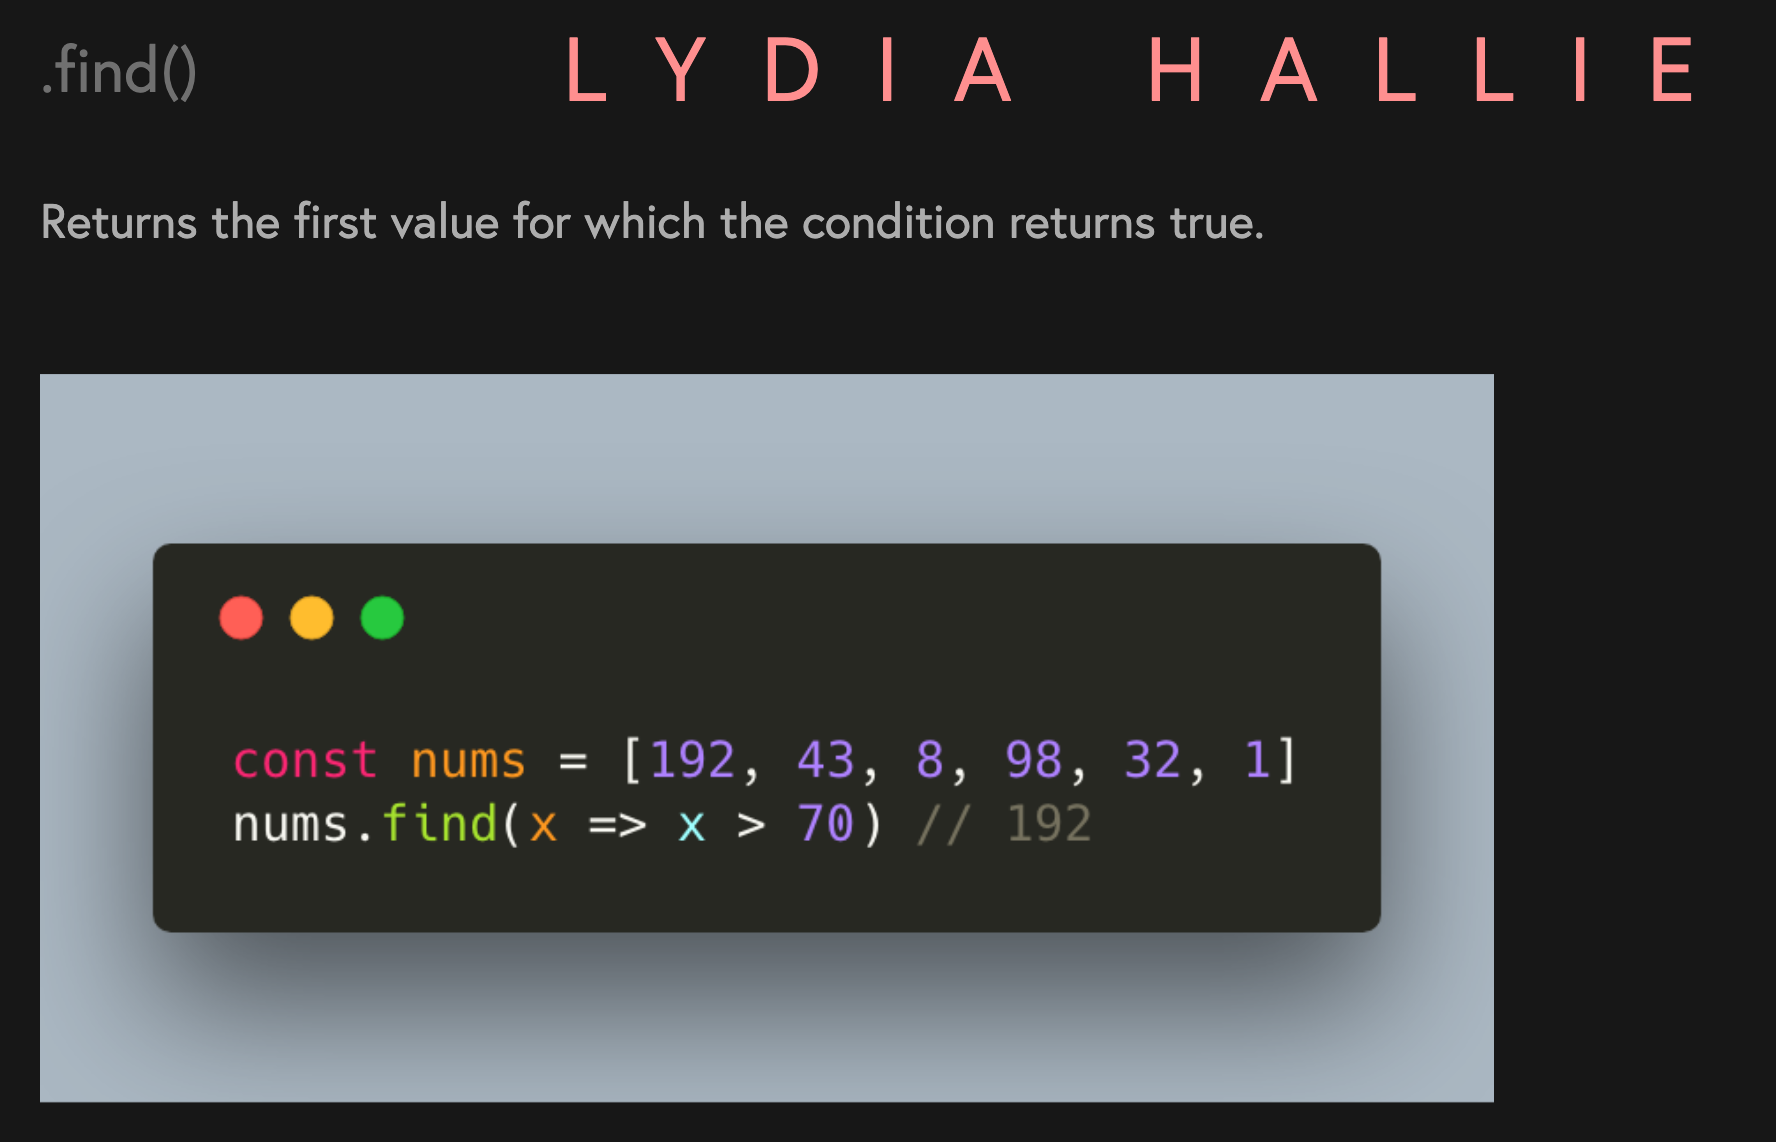 .find()
LYDIA HALLIE
Returns the first value for which the condition returns true.
const nums = [192, 43, 8, 98, 32, 1]
nums.find(x => x > 70) // 192